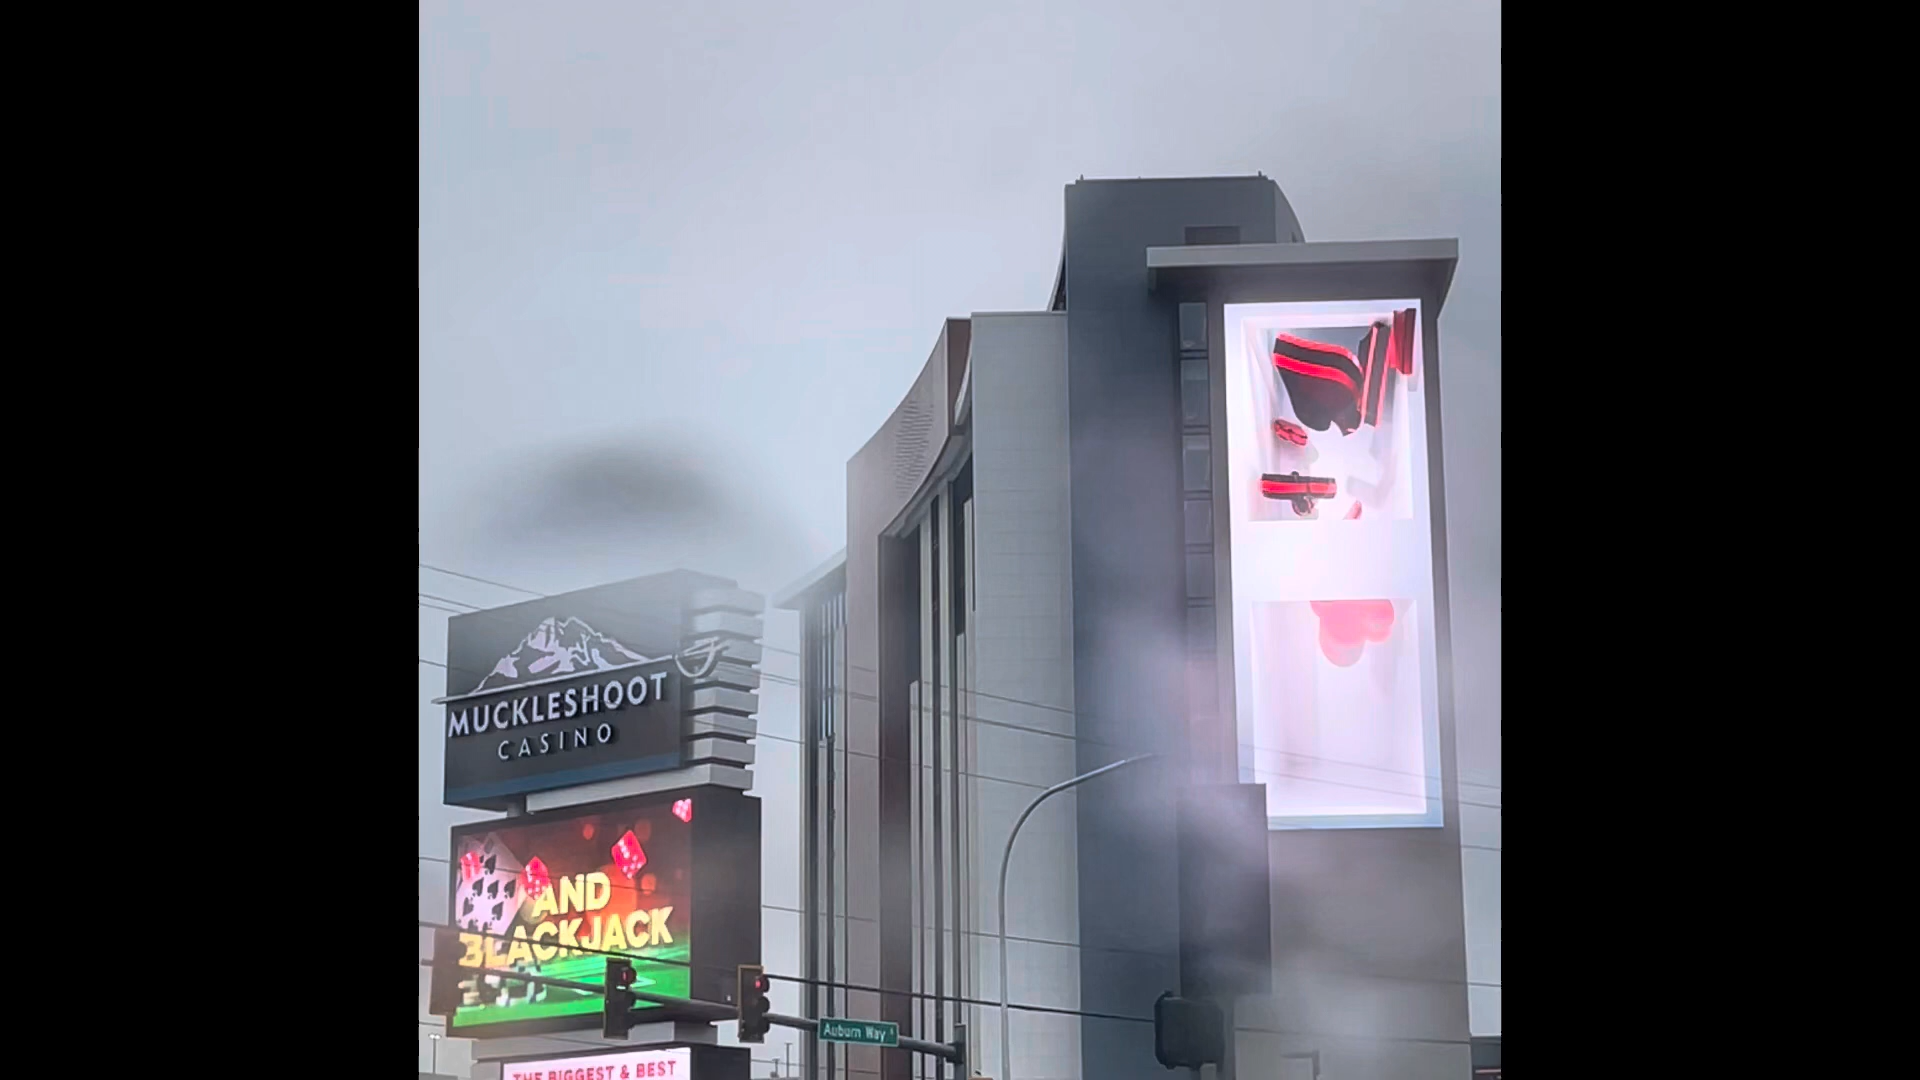 MUCKLESHOOT
CASINO
AND
BLACKJACK
Auburn Way S
THE BIGGEST & BEST